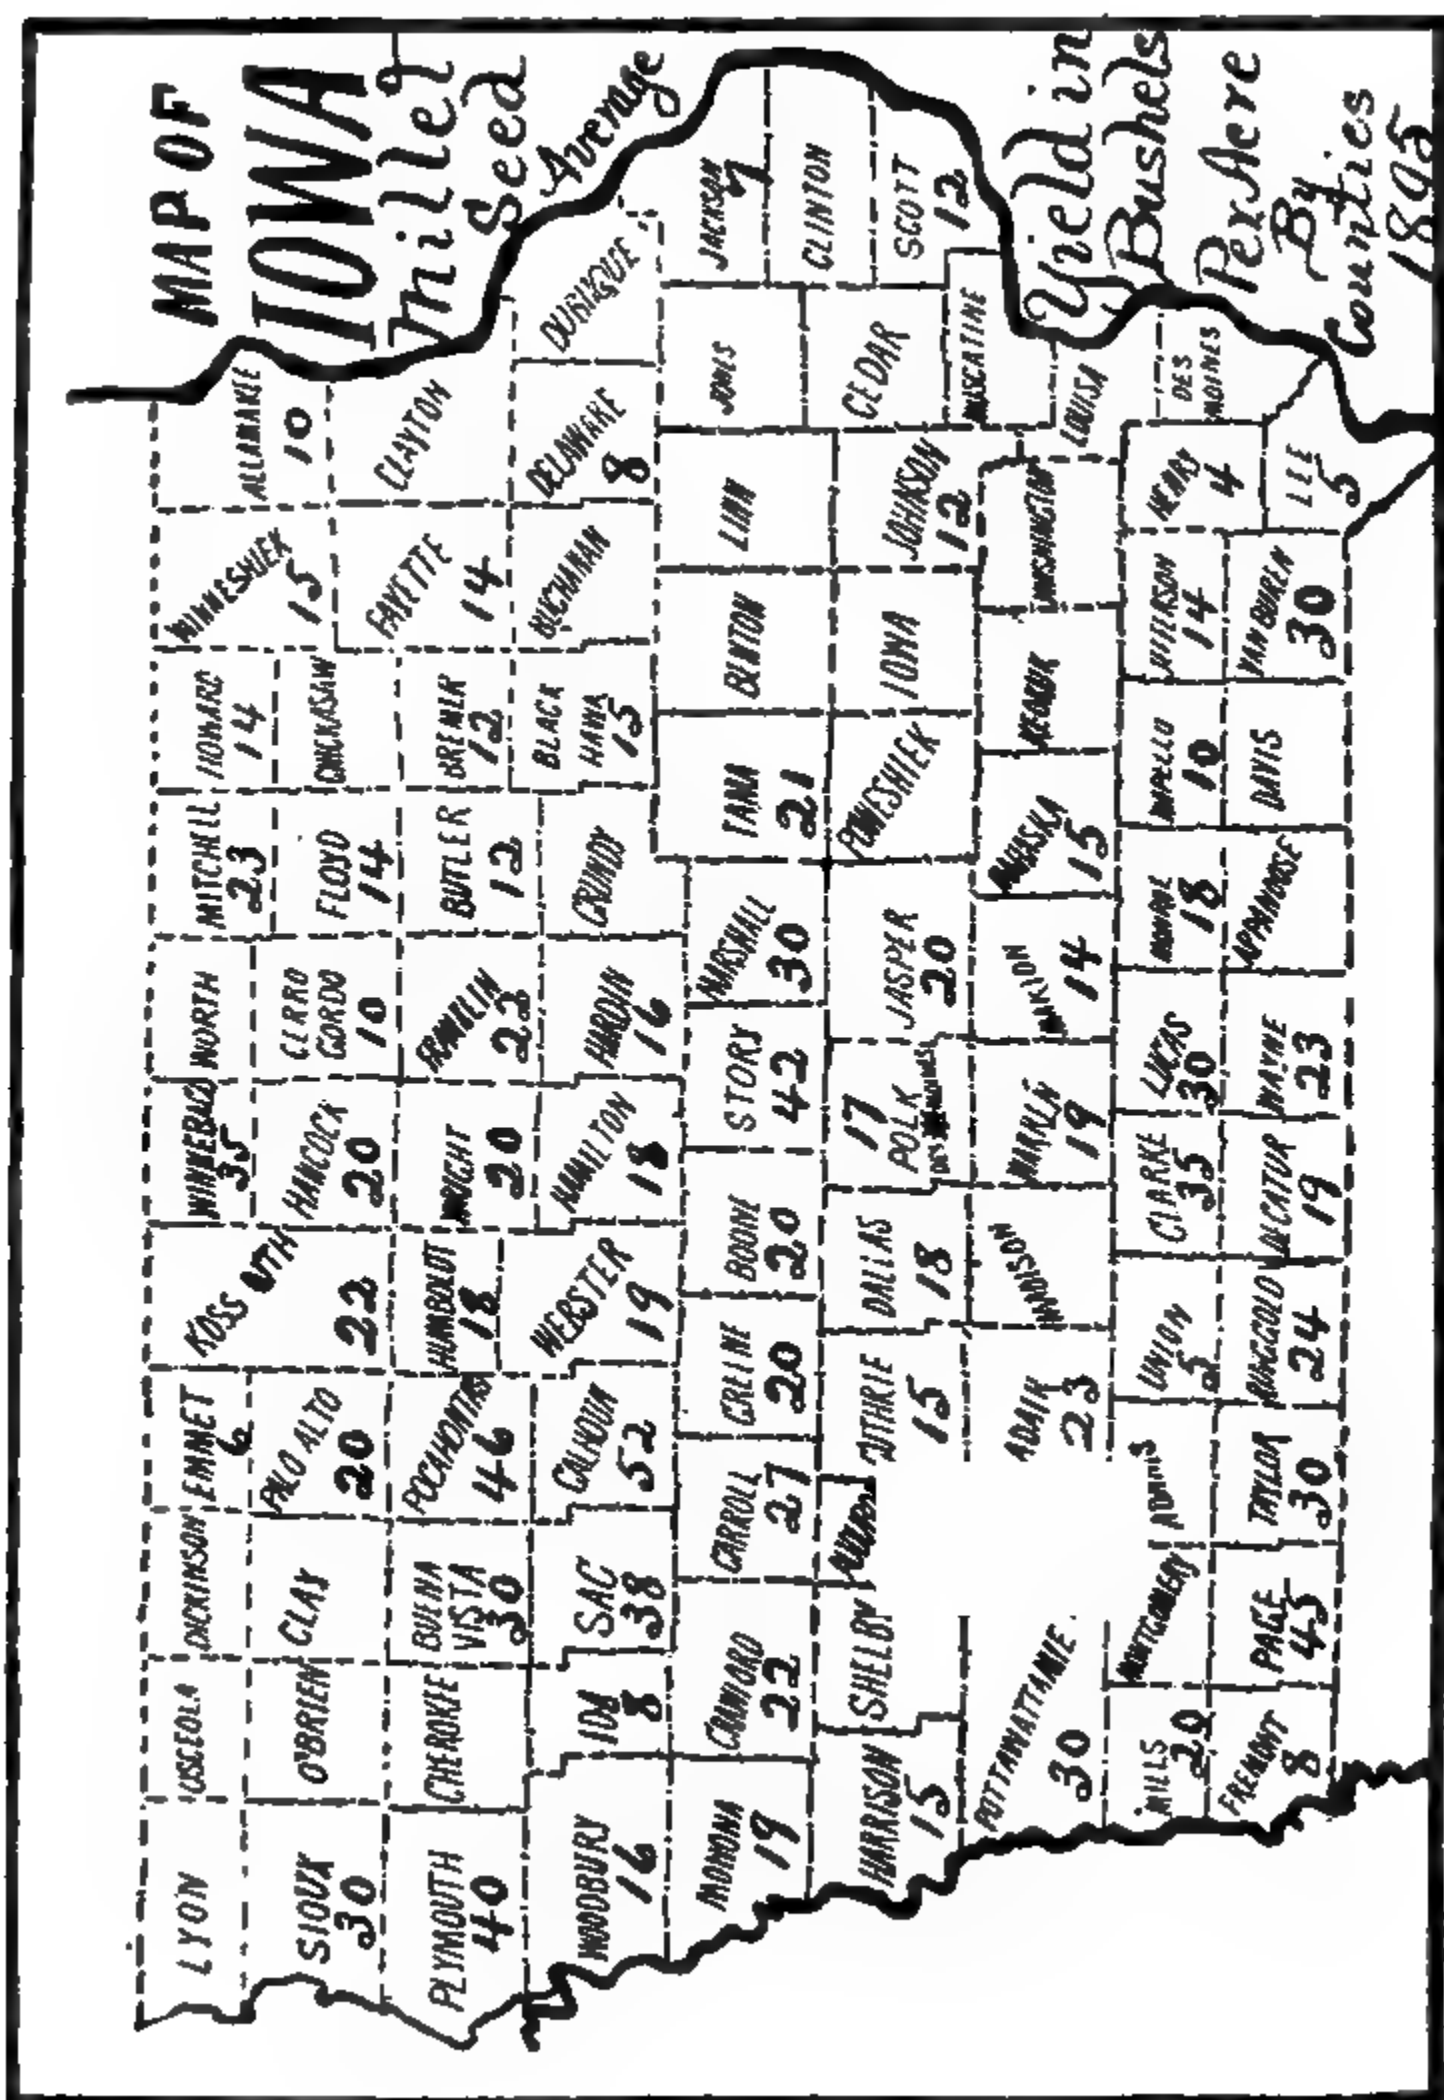 MAP OF
IOWA
Millet
Seed
Average
Yield in
Bushels
Per Acre
By
Counties
1895
LYON
OSCEOLA
DICKINSON
EMMET
6
WINNEBAGO
35
WORTH
MITCHELL
23
HOWARD
14
WINNESHIEK
15
ALLAMAKEE
10
SIOUX
30
O'BRIEN
CLAY
PALO ALTO
20
KOSSUTH
22
HANCOCK
20
CERRO
GORDO
10
FLOYD
14
CHICKASAW
FAYETTE
14
CLAYTON
PLYMOUTH
40
CHEROKEE
BUENA
VISTA
30
POCAHONTAS
46
HUMBOLDT
18
WRIGHT
20
FRANKLIN
22
BUTLER
12
BREMER
12
WOODBURY
16
IDA
8
SAC
38
CALHOUN
52
WEBSTER
19
HAMILTON
18
HARDIN
16
GRUNDY
BLACK
HAWK
15
BUCHANAN
DELAWARE
8
DUBUQUE
MONONA
19
CRAWFORD
22
CARROLL
27
GREENE
20
BOONE
20
STORY
42
MARSHALL
30
TAMA
21
BENTON
LINN
JONES
JACKSON
7
CLINTON
HARRISON
15
SHELBY
AUDUBON
GUTHRIE
15
DALLAS
18
17
POLK
DES MOINES
JASPER
20
POWESHIEK
IOWA
JOHNSON
12
CEDAR
SCOTT
12
MUSCATINE
POTTAWATTAMIE
30
ADAIR
23
MADISON
WARREN
19
MARION
14
MAHASKA
15
KEOKUK
WASHINGTON
LOUISA
MILLS
20
MONTGOMERY
ADAMS
UNION
5
CLARKE
35
LUCAS
30
MONROE
18
WAPELLO
10
JEFFERSON
14
HENRY
4
DES
MOINES
FREMONT
8
PAGE
45
TAYLOR
30
RINGGOLD
24
DECATUR
19
WAYNE
23
APPANOOSE
DAVIS
VAN BUREN
30
LEE
5